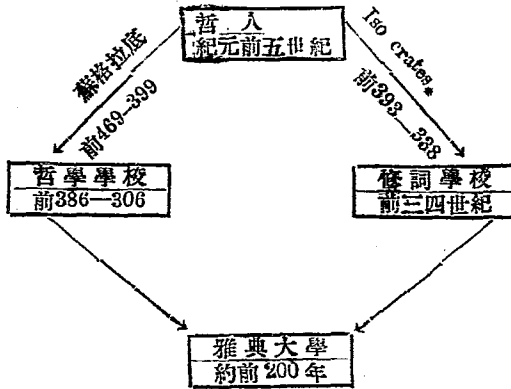 哲人
紀元前五世紀
蘇格拉底
前469–399
Iso crates*
前393—338
哲學學校
前386—306
修詞學校
前三四世紀
雅典大學
約前200年